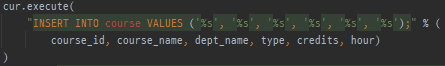 cur.execute(
"INSERT INTO course VALUES ('%s', '%s', '%s', '%s', '%s', '%s');" % (
course_id, course_name, dept_name, type, credits, hour)
)